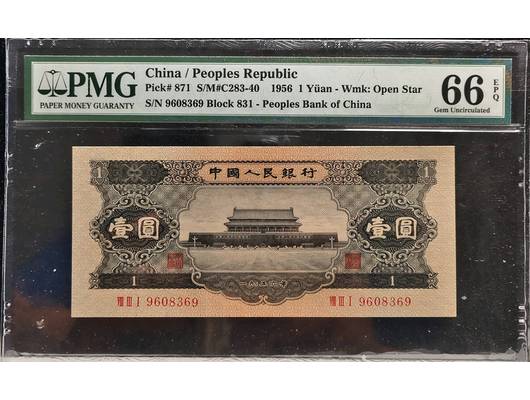 PMG
PAPER MONEY GUARANTY
China / Peoples Republic
Pick# 871 S/M#C283-40 1956 1 Yüan - Wmk: Open Star
S/N 9608369 Block 831 - Peoples Bank of China
66 EPQ
Gem Uncirculated
1 中國人民銀行 1
壹圓 壹圓
1 一九五六年 1
VIII III I 9608369 VIII III I 9608369